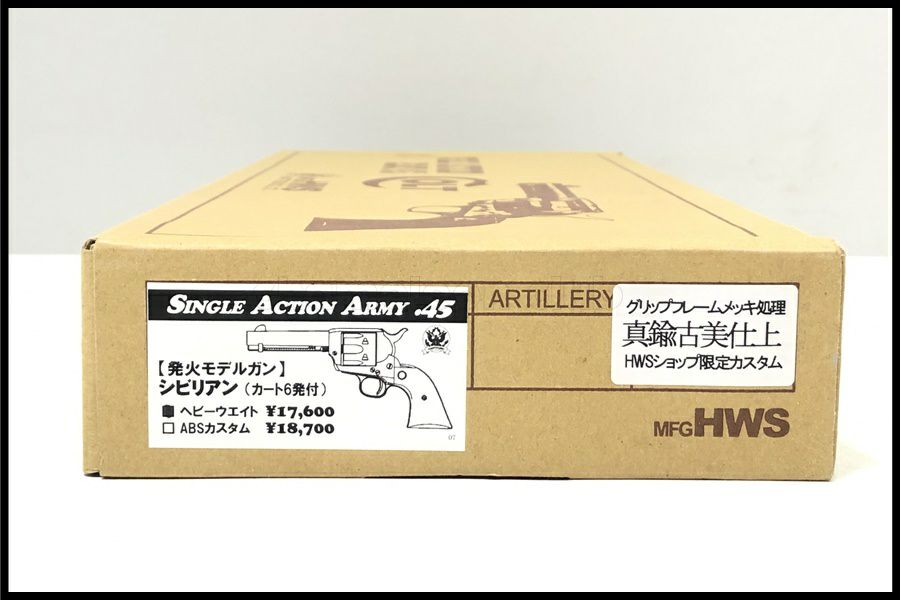 SINGLE ACTION ARMY .45
【発火モデルガン】
シビリアン（カート6発付）
■ ヘビーウエイト ¥17,600
□ ABSカスタム ¥18,700
07
ARTILLERY
グリップフレームメッキ処理
真鍮古美仕上
HWSショップ限定カスタム
MFG HWS